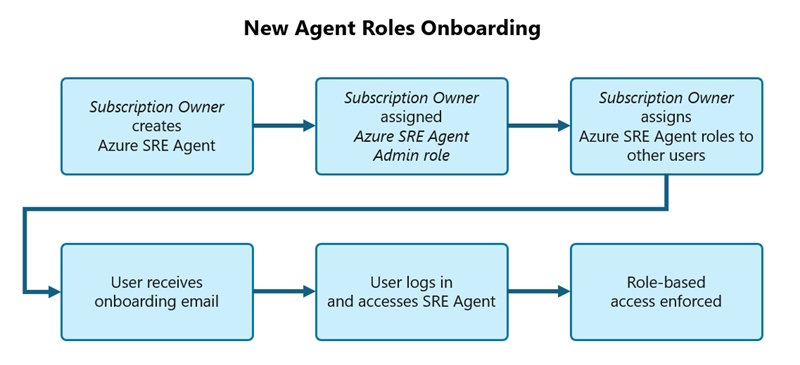 New Agent Roles Onboarding
Subscription Owner
creates
Azure SRE Agent
Subscription Owner
assigned
Azure SRE Agent
Admin role
Subscription Owner
assigns
Azure SRE Agent roles to
other users
User receives
onboarding email
User logs in
and accesses SRE Agent
Role-based
access enforced